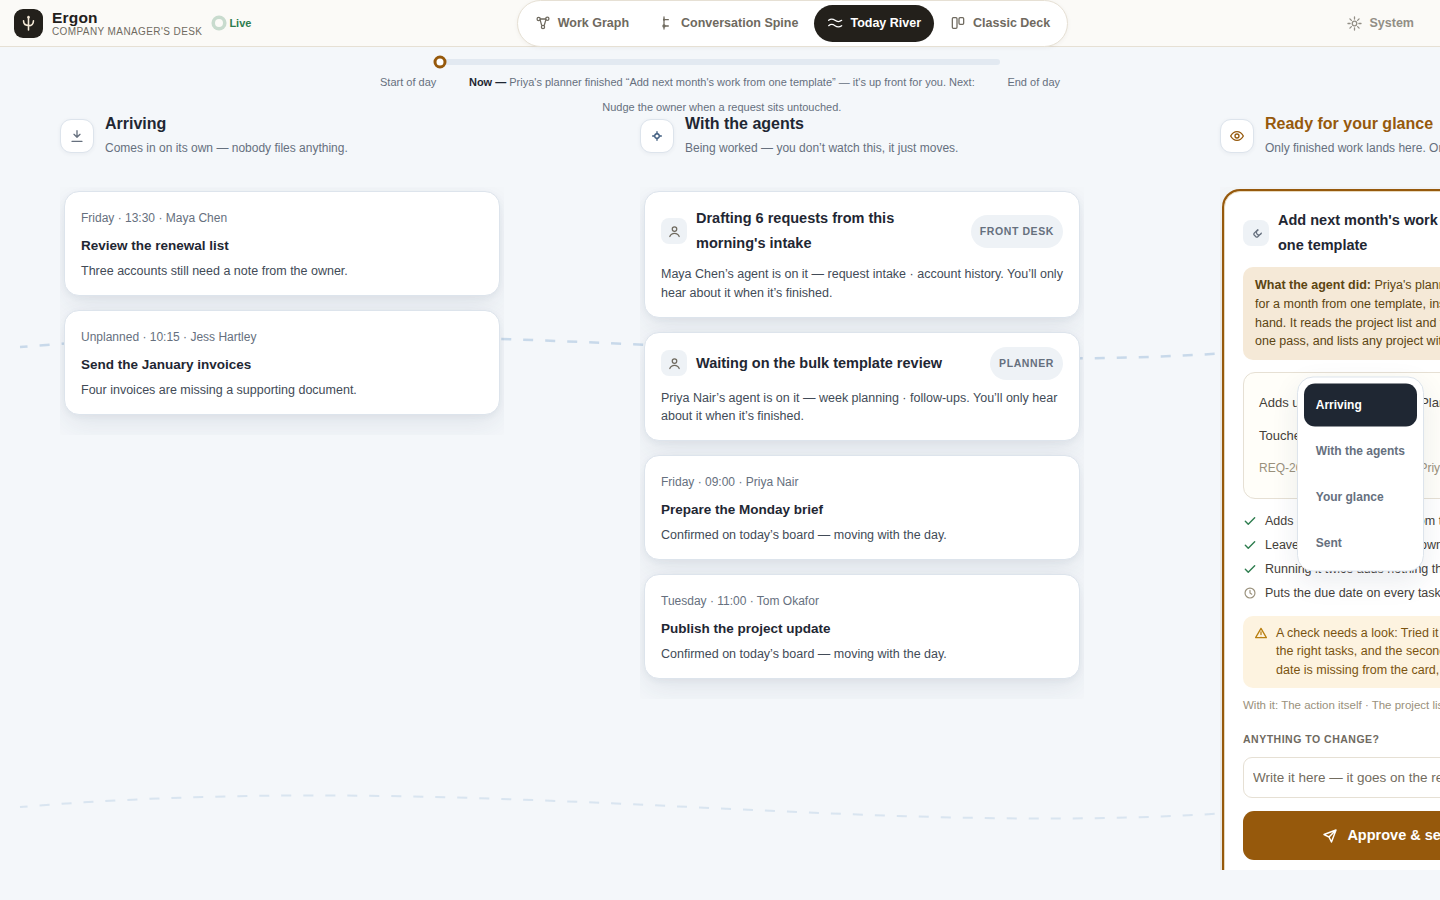 Ergon
COMPANY MANAGER'S DESK
Live
Work Graph
Conversation Spine
Today River
Classic Deck
System
Start of day
Now — Priya's planner finished “Add next month's work from one template” — it's up front for you. Next:
Nudge the owner when a request sits untouched.
End of day
Arriving
Comes in on its own — nobody files anything.
Friday · 13:30 · Maya Chen
Review the renewal list
Three accounts still need a note from the owner.
Unplanned · 10:15 · Jess Hartley
Send the January invoices
Four invoices are missing a supporting document.
With the agents
Being worked — you don’t watch this, it just moves.
Drafting 6 requests from this
morning's intake
FRONT DESK
Maya Chen’s agent is on it — request intake · account history. You’ll only
hear about it when it’s finished.
Waiting on the bulk template review
PLANNER
Priya Nair’s agent is on it — week planning · follow-ups. You’ll only hear
about it when it’s finished.
Friday · 09:00 · Priya Nair
Prepare the Monday brief
Confirmed on today’s board — moving with the day.
Tuesday · 11:00 · Tom Okafor
Publish the project update
Confirmed on today’s board — moving with the day.
Ready for your glance
Only finished work lands here.
Add next month's work
one template
What the agent did: Priya's
for a month from one template,
hand. It reads the project list and
one pass, and lists any project
Adds
REQ-
Arriving
With the agents
Your glance
Sent
Adds
Running
Puts the due date on every task
A check needs a look: Tried it
the right tasks, and the
date is missing from the card,
With it: The action itself · The project
ANYTHING TO CHANGE?
Write it here — it goes on the
Approve &